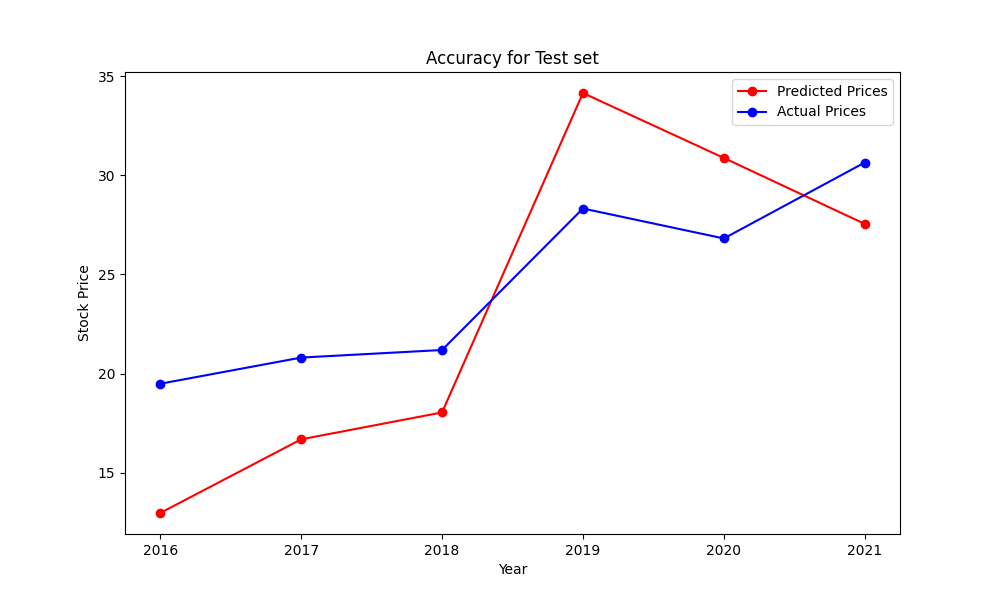 Accuracy for Test set
Predicted Prices
Actual Prices
Stock Price
35
30
25
20
15
2016 2017 2018 2019 2020 2021
Year